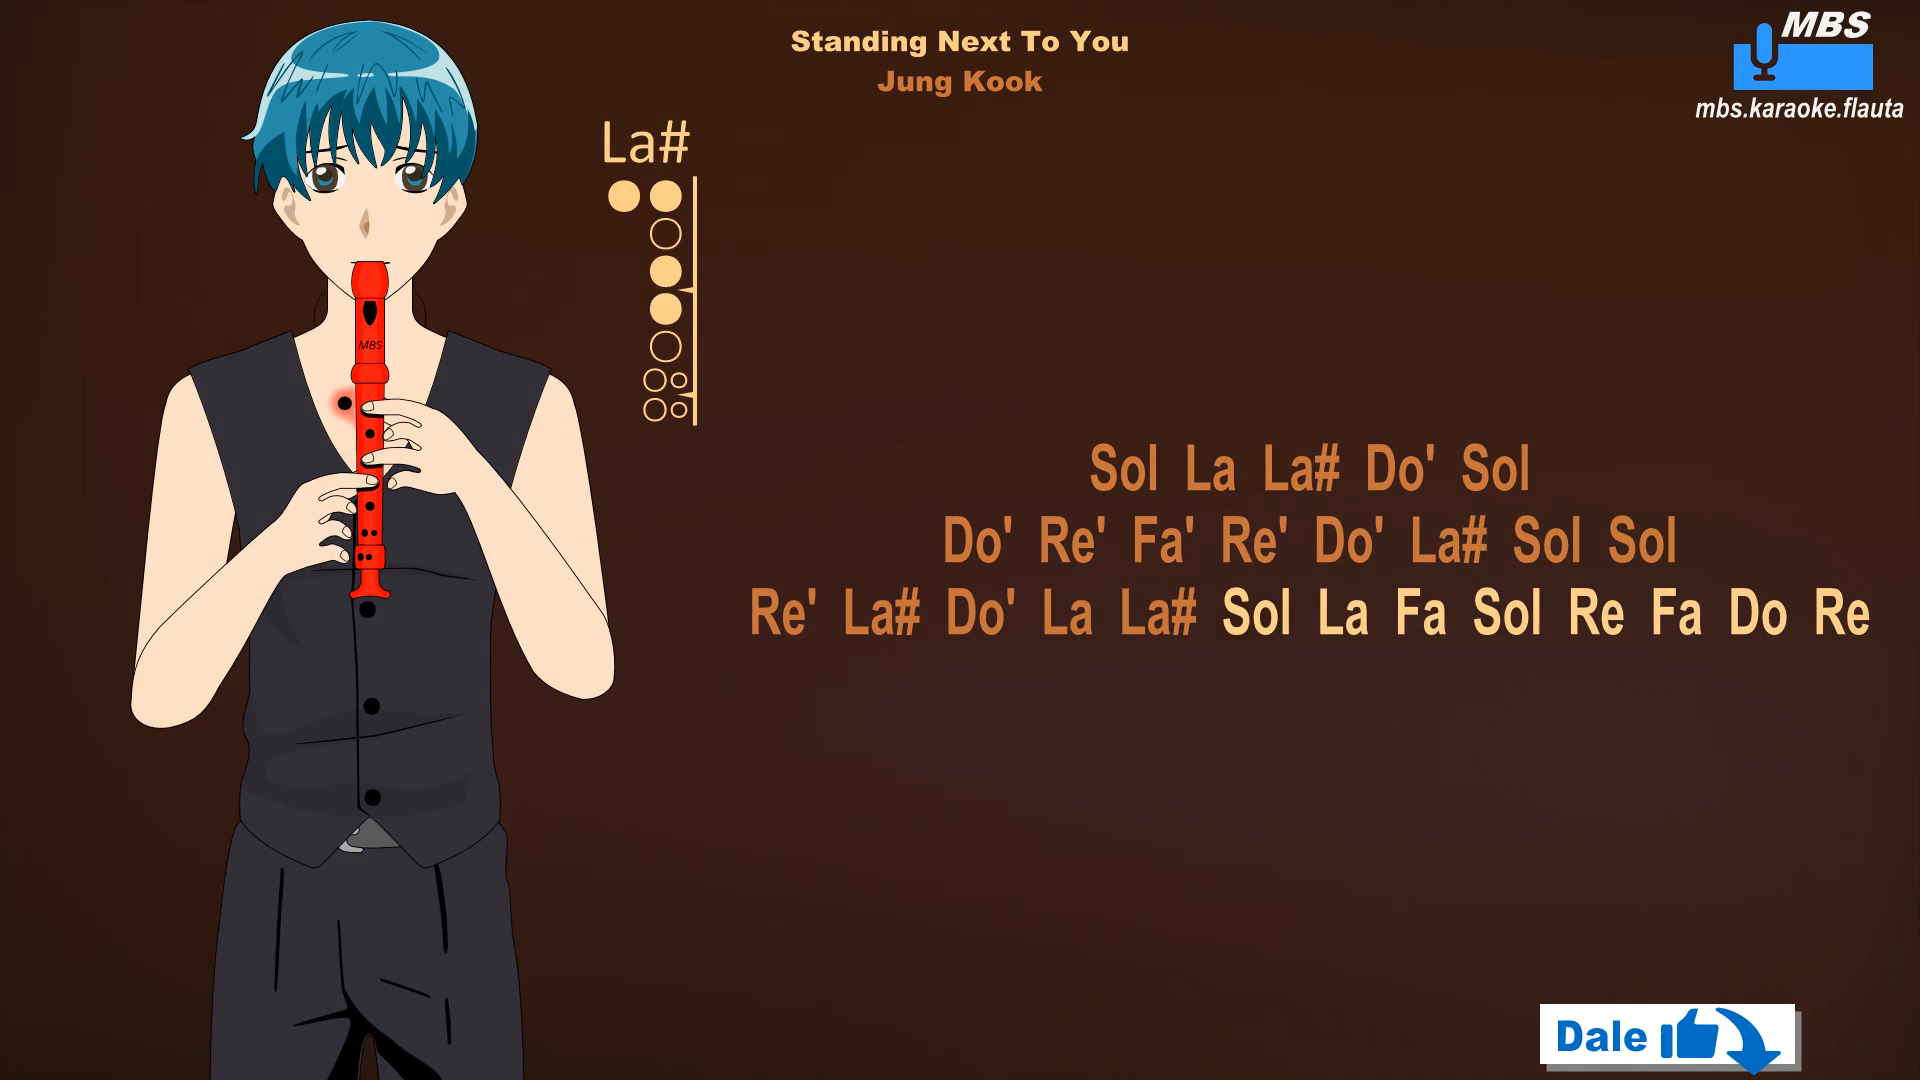 Standing Next To You
Jung Kook
MBS
mbs.karaoke.flauta
La#
MBS
Sol La La# Do' Sol
Do' Re' Fa' Re' Do' La# Sol Sol
Re' La# Do' La La# Sol La Fa Sol Re Fa Do Re
Dale